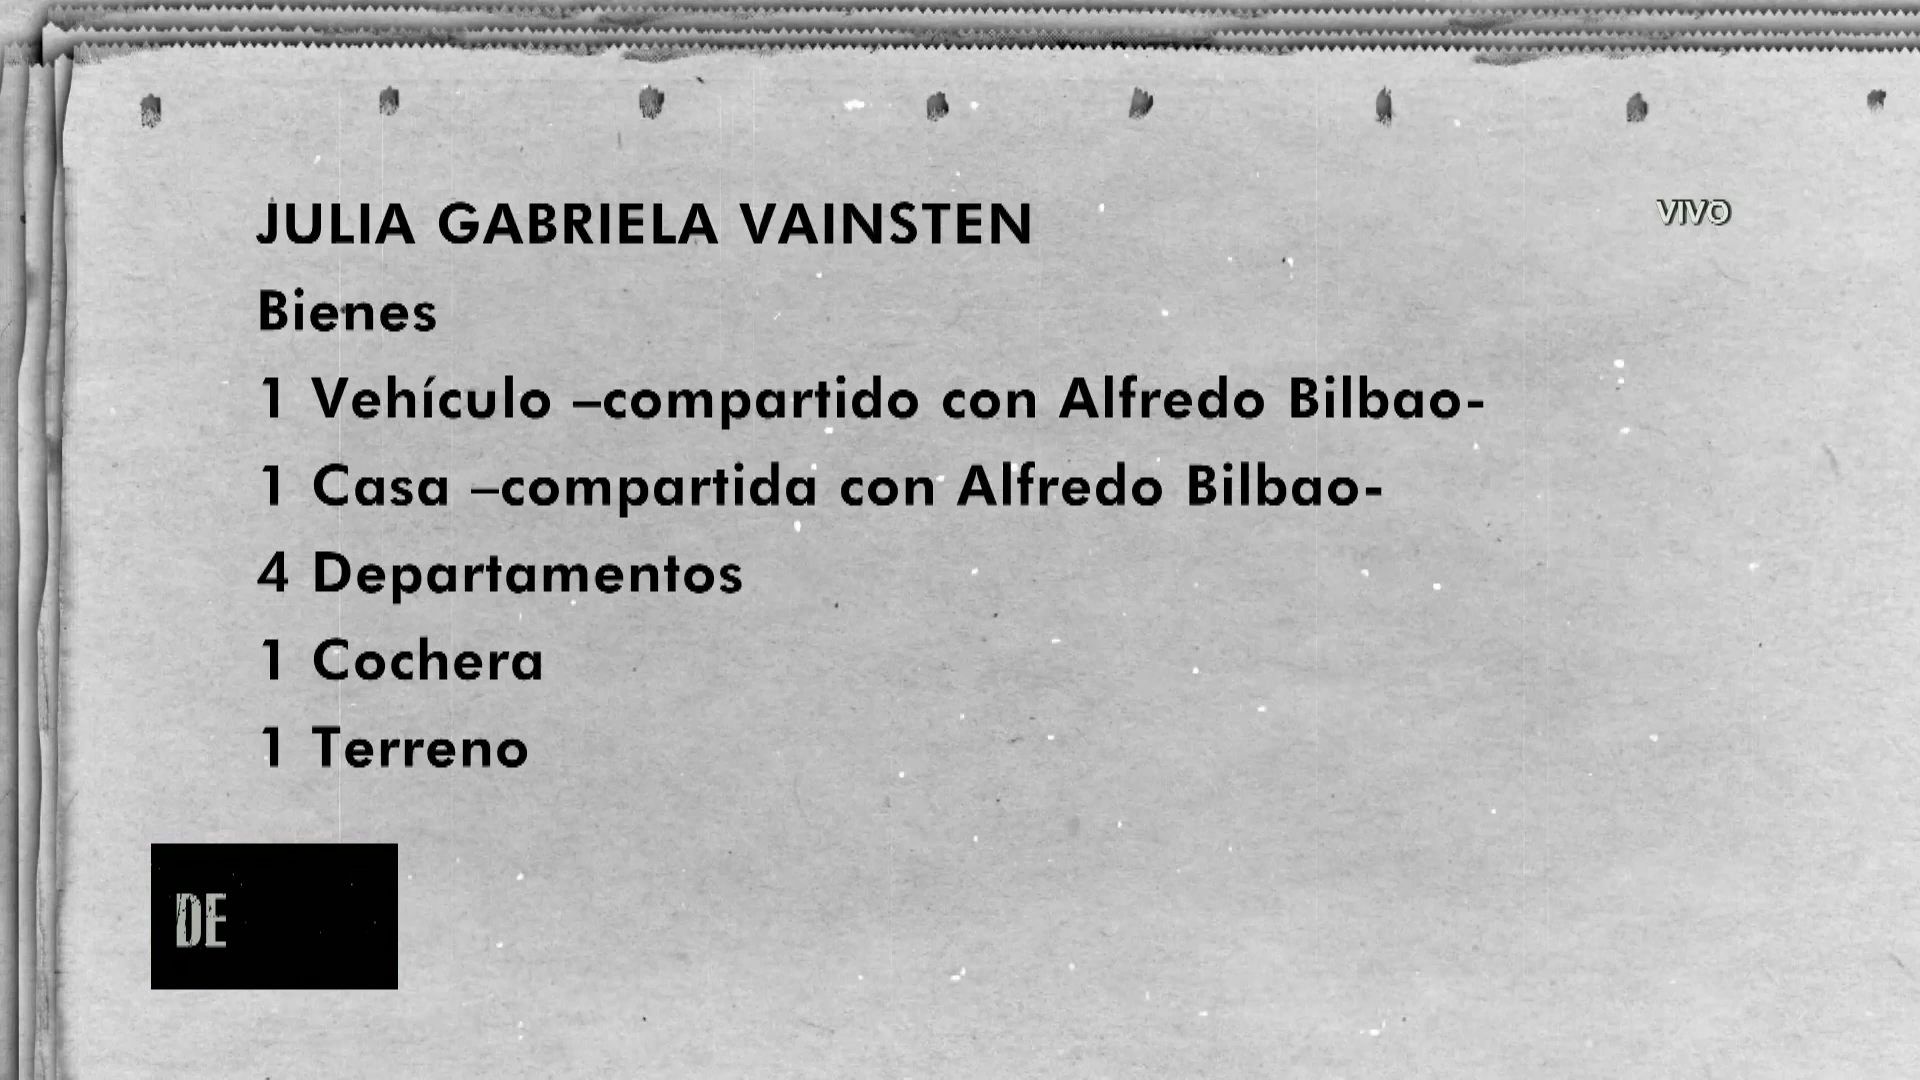 JULIA GABRIELA VAINSTEN
VIVO
Bienes
1 Vehículo –compartido con Alfredo Bilbao-
1 Casa –compartida con Alfredo Bilbao-
4 Departamentos
1 Cochera
1 Terreno
DE